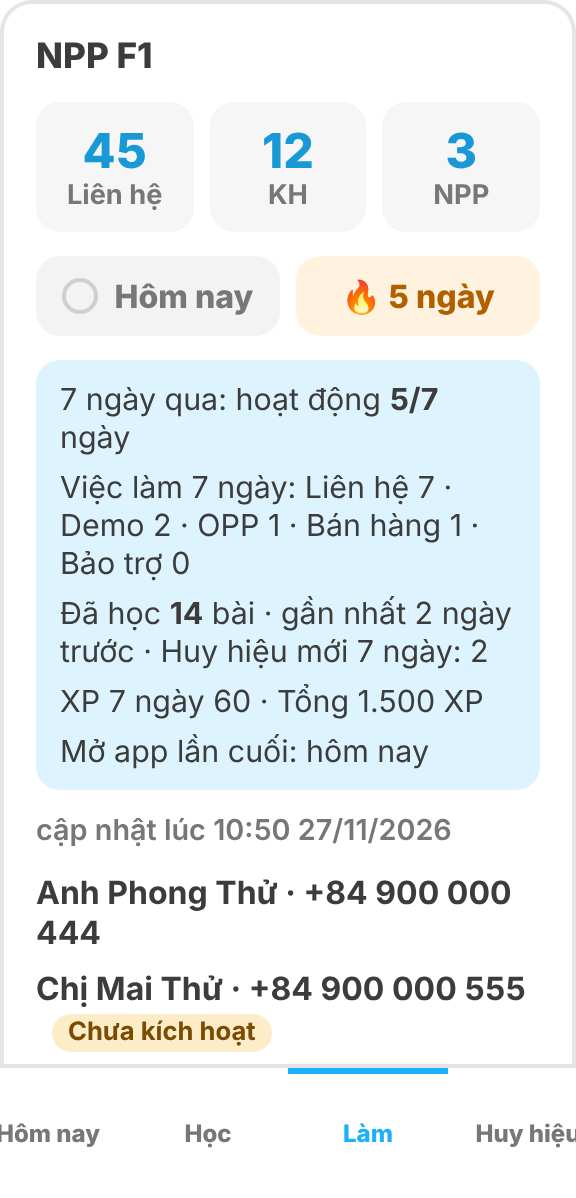 NPP F1
45
Liên hệ
12
KH
3
NPP
Hôm nay
🔥 5 ngày
7 ngày qua: hoạt động 5/7
ngày
Việc làm 7 ngày: Liên hệ 7 ·
Demo 2 · OPP 1 · Bán hàng 1 ·
Bảo trợ 0
Đã học 14 bài · gần nhất 2 ngày
trước · Huy hiệu mới 7 ngày: 2
XP 7 ngày 60 · Tổng 1.500 XP
Mở app lần cuối: hôm nay
cập nhật lúc 10:50 27/11/2026
Anh Phong Thử · +84 900 000
444
Chị Mai Thử · +84 900 000 555
Chưa kích hoạt
Hôm nay
Học
Làm
Huy hiệu